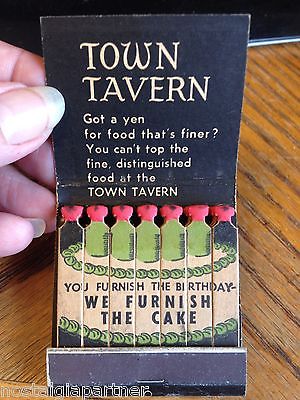 TOWN
TAVERN
Got a yen
for food that's finer?
You can't top the
fine, distinguished
food at the
TOWN TAVERN
YOU FURNISH THE BIRTHDAY-
WE FURNISH
THE CAKE
nostalgiapartner